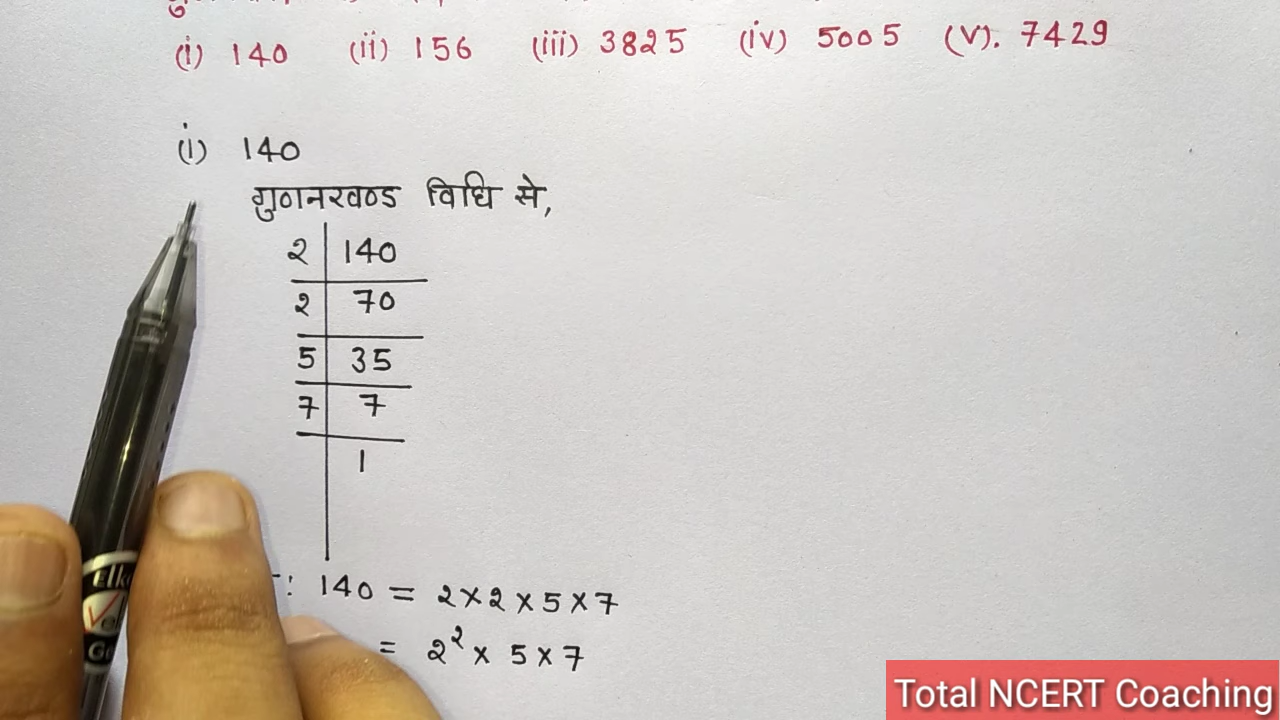 (i) 140 (ii) 156 (iii) 3825 (iv) 5005 (v). 7429
(i) 140
गुणनखण्ड विधि से,
2 | 140
2 | 70
5 | 35
7 | 7
1
: 140 = 2 × 2 × 5 × 7
= 2² × 5 × 7
Total NCERT Coaching